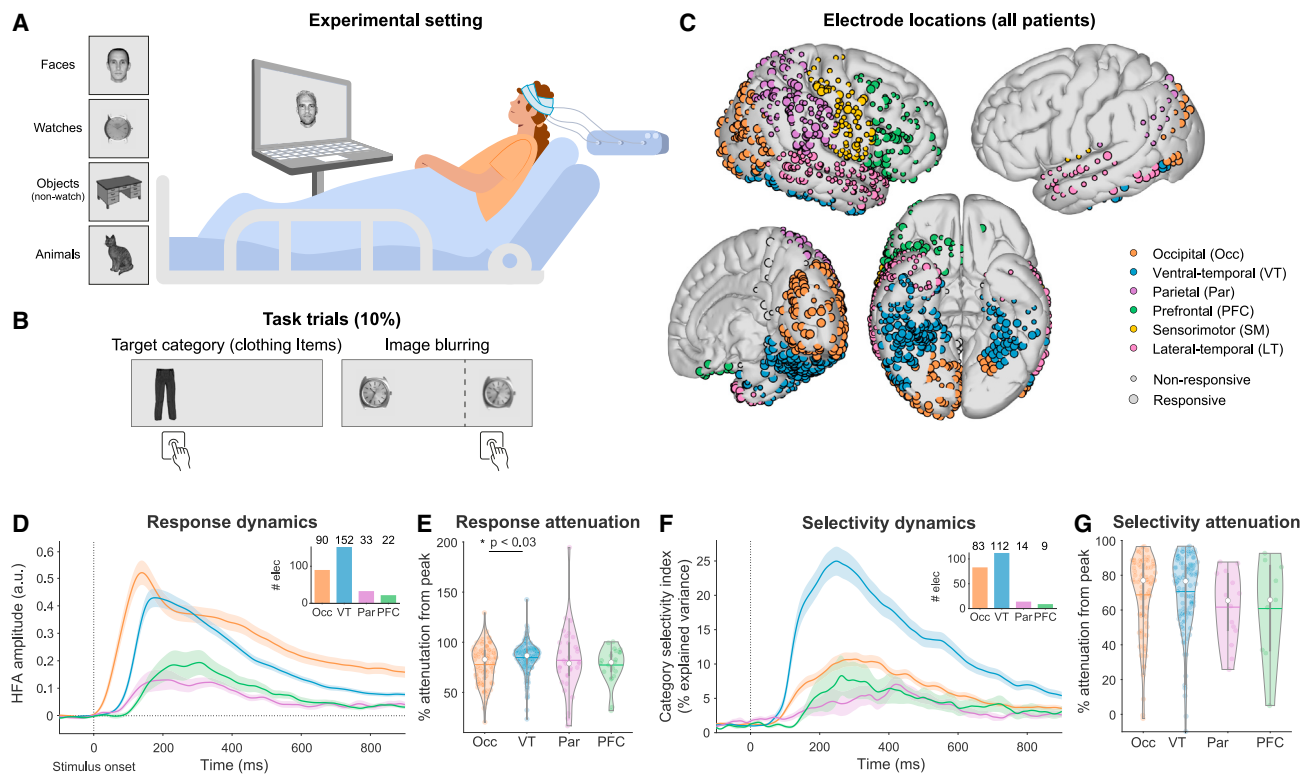 A
Experimental setting
Faces
Watches
Objects
(non-watch)
Animals
B
Task trials (10%)
Target category (clothing Items)
Image blurring
C
Electrode locations (all patients)
Occipital (Occ)
Ventral-temporal (VT)
Parietal (Par)
Prefrontal (PFC)
Sensorimotor (SM)
Lateral-temporal (LT)
Non-responsive
Responsive
D
Response dynamics
HFA amplitude (a.u.)
0.6
0.5
0.4
0.3
0.2
0.1
0
0
200
400
600
800
Stimulus onset
Time (ms)
90 152 33 22
# elec
100
0
Occ VT Par PFC
E
Response attenuation
* p < 0.03
% attenutation from peak
200
150
100
50
0
Occ
VT
Par
PFC
F
Selectivity dynamics
Category selectivity index
(% explained variance)
25
20
15
10
5
0
0
200
400
600
800
Time (ms)
83 112 14 9
# elec
100
0
Occ VT Par PFC
G
Selectivity attenuation
% attenuation from peak
100
80
60
40
20
0
Occ
VT
Par
PFC